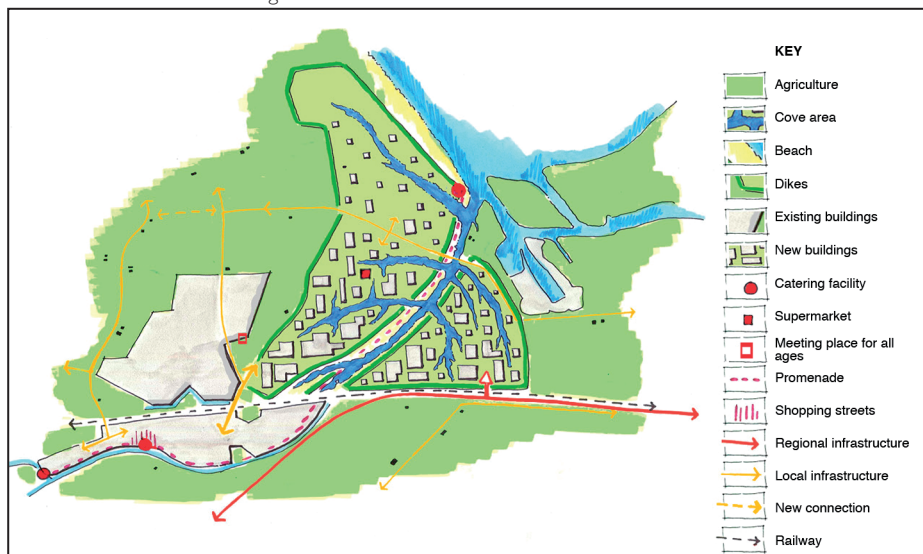 KEY
Agriculture
Cove area
Beach
Dikes
Existing buildings
New buildings
Catering facility
Supermarket
Meeting place for all
ages
Promenade
Shopping streets
Regional infrastructure
Local infrastructure
New connection
Railway